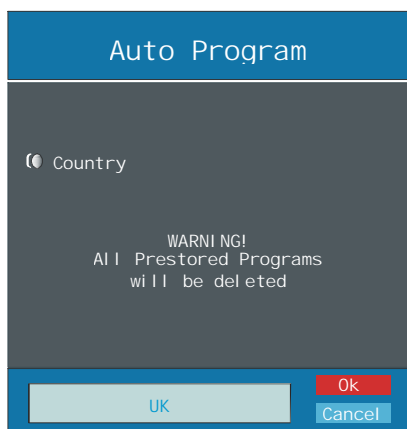 Auto Program
Country
WARNING!
All Prestored Programs
will be deleted
UK
Ok
Cancel